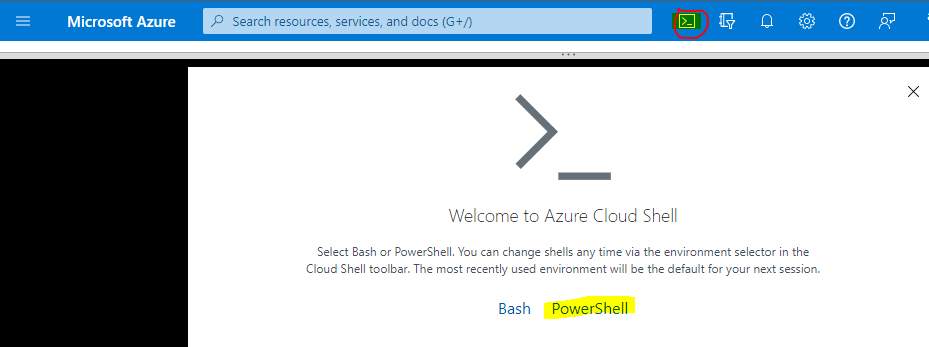 Microsoft Azure
Search resources, services, and docs (G+/)
Welcome to Azure Cloud Shell
Select Bash or PowerShell. You can change shells any time via the environment selector in the
Cloud Shell toolbar. The most recently used environment will be the default for your next session.
Bash PowerShell